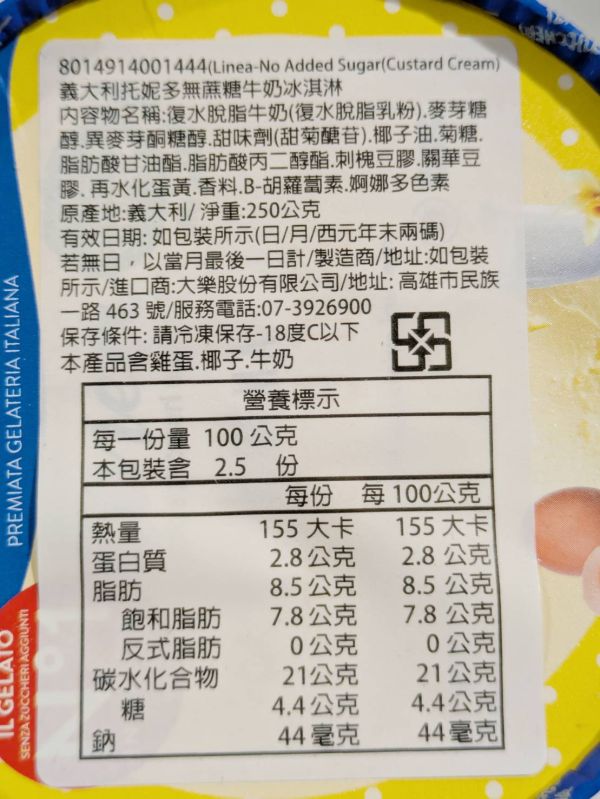 8014914001444(Linea-No Added Sugar(Custard Cream)
義大利托妮多無蔗糖牛奶冰淇淋
內容物名稱:復水脫脂牛奶(復水脫脂乳粉).麥芽糖
醇.異麥芽酮糖醇.甜味劑(甜菊醣苷).椰子油.菊糖.
脂肪酸甘油酯.脂肪酸丙二醇酯.刺槐豆膠.關華豆
膠. 再水化蛋黃.香料.B-胡蘿蔔素.婀娜多色素
原產地:義大利/ 淨重:250公克
有效日期: 如包裝所示(日/月/西元年末兩碼)
若無日，以當月最後一日計/製造商/地址:如包裝
所示/進口商:大樂股份有限公司/地址: 高雄市民族
一路 463 號/服務電話:07-3926900
保存條件: 請冷凍保存-18度C以下
本產品含雞蛋.椰子.牛奶
營養標示
每一份量 100 公克
本包裝含 2.5 份
每份 每 100公克
熱量 155 大卡 155 大卡
蛋白質 2.8 公克 2.8 公克
脂肪 8.5 公克 8.5 公克
飽和脂肪 7.8 公克 7.8 公克
反式脂肪 0 公克 0 公克
碳水化合物 21公克 21 公克
糖 4.4 公克 4.4 公克
鈉 44 毫克 44 毫克
PREMIATA GELATERIA ITALIANA
IL GELATO
SENZA ZUCCHERI AGGIUNTI